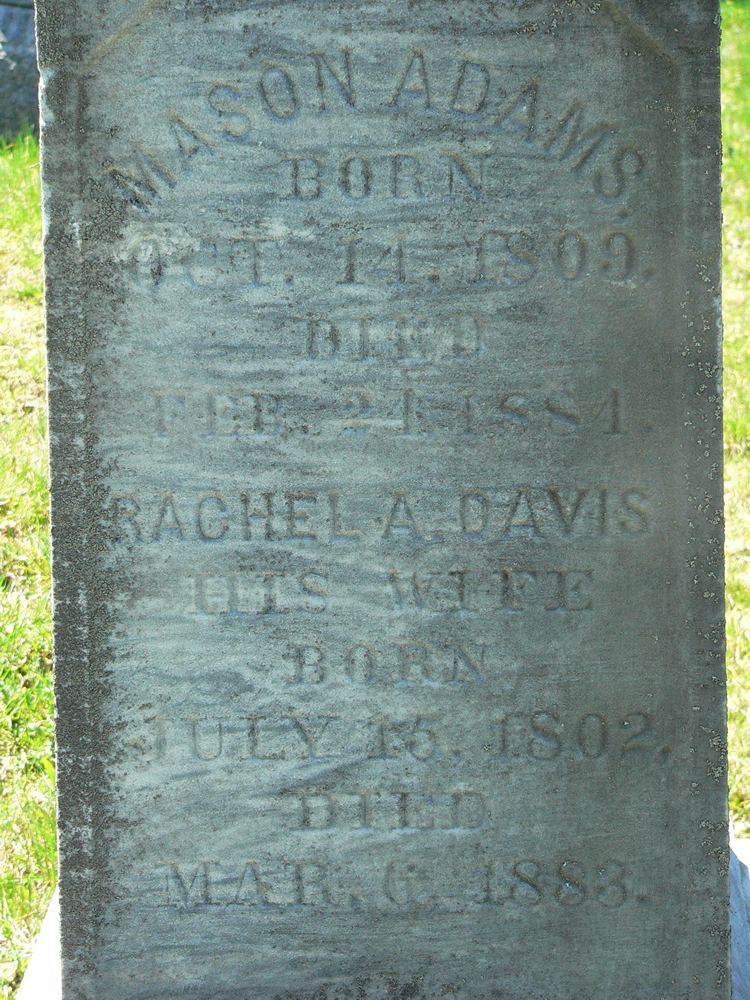 MASON ADAMS.
BORN
OCT. 14, 1809.
DIED
FEB. 24, 1884.
RACHEL A. DAVIS
HIS WIFE
BORN
JULY 15, 1802,
DIED
MAR. 6, 1883.